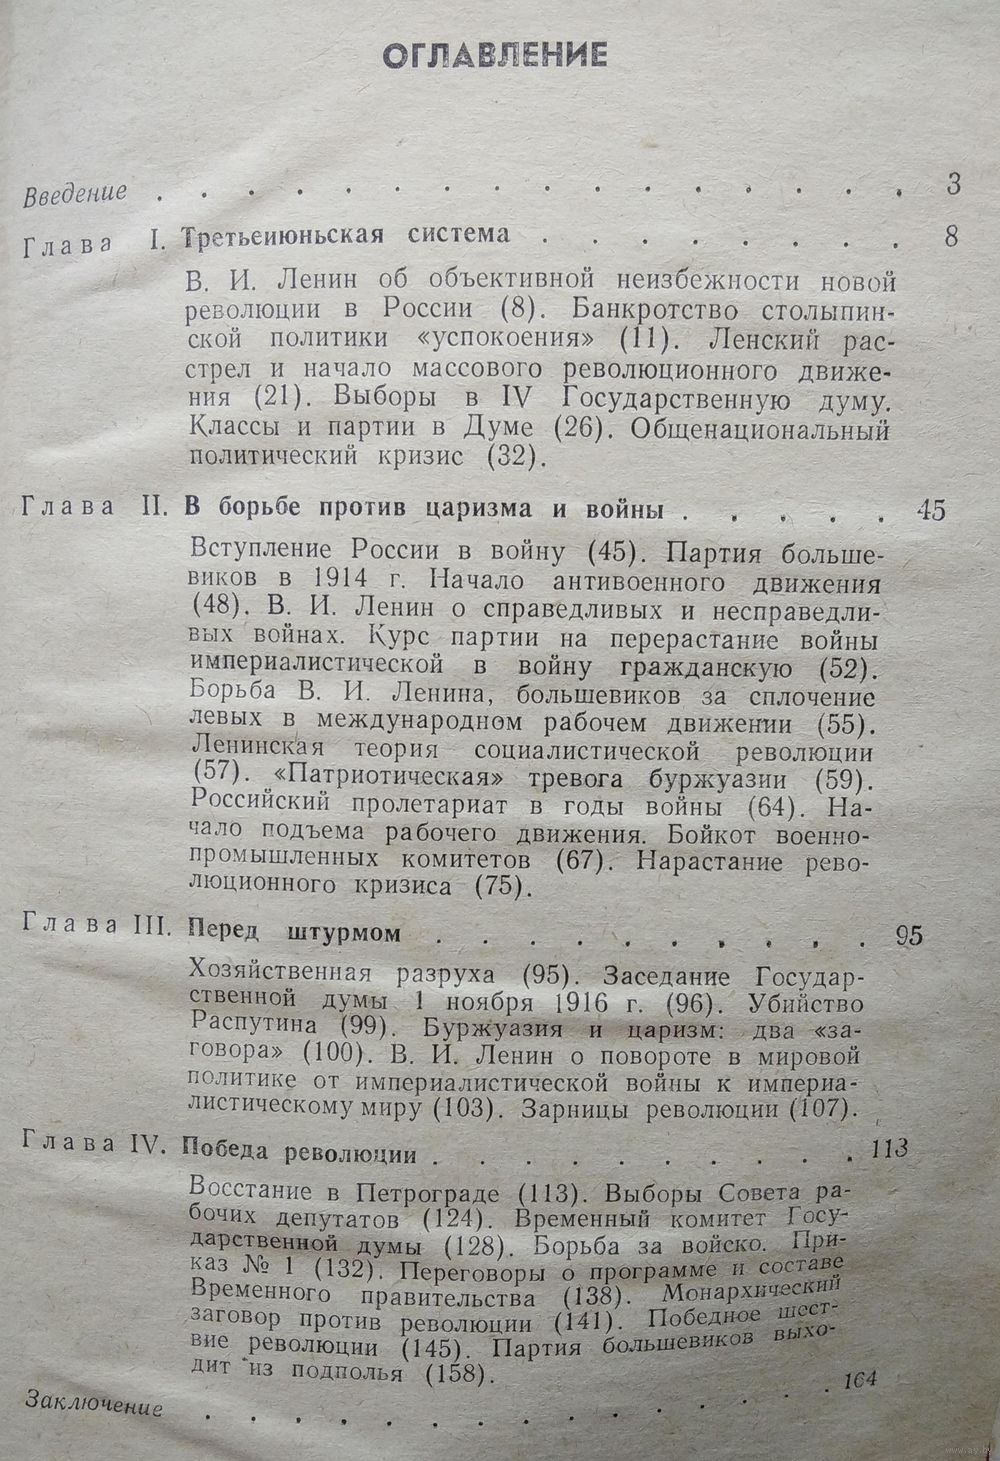 ОГЛАВЛЕНИЕ
Введение . . . . . . . . . . . . . . . . . . 3
Глава I. Третьеиюньская система . . . . . . . . 8
В. И. Ленин об объективной неизбежности новой
революции в России (8). Банкротство столыпин-
ской политики «успокоения» (11). Ленский рас-
стрел и начало массового революционного движе-
ния (21). Выборы в IV Государственную думу.
Классы и партии в Думе (26). Общенациональный
политический кризис (32).
Глава II. В борьбе против царизма и войны . . . . . 45
Вступление России в войну (45). Партия больше-
виков в 1914 г. Начало антивоенного движения
(48). В. И. Ленин о справедливых и несправедли-
вых войнах. Курс партии на перерастание войны
империалистической в войну гражданскую (52).
Борьба В. И. Ленина, большевиков за сплочение
левых в международном рабочем движении (55).
Ленинская теория социалистической революции
(57). «Патриотическая» тревога буржуазии (59).
Российский пролетариат в годы войны (64). На-
чало подъема рабочего движения. Бойкот военно-
промышленных комитетов (67). Нарастание рево-
люционного кризиса (75).
Глава III. Перед штурмом . . . . . . . . . . 95
Хозяйственная разруха (95). Заседание Государ-
ственной думы 1 ноября 1916 г. (96). Убийство
Распутина (99). Буржуазия и царизм: два «за-
говора» (100). В. И. Ленин о повороте в мировой
политике от империалистической войны к империа-
листическому миру (103). Зарницы революции (107).
Глава IV. Победа революции . . . . . . . . . . 113
Восстание в Петрограде (113). Выборы Совета ра-
бочих депутатов (124). Временный комитет Госу-
дарственной думы (128). Борьба за войско. При-
каз № 1 (132). Переговоры о программе и составе
Временного правительства (138). Монархический
заговор против революции (141). Победное шест-
вие революции (145). Партия большевиков выхо-
дит из подполья (158).
Заключение . . . . . . . . . . . . . . . . 164
www.ay.by